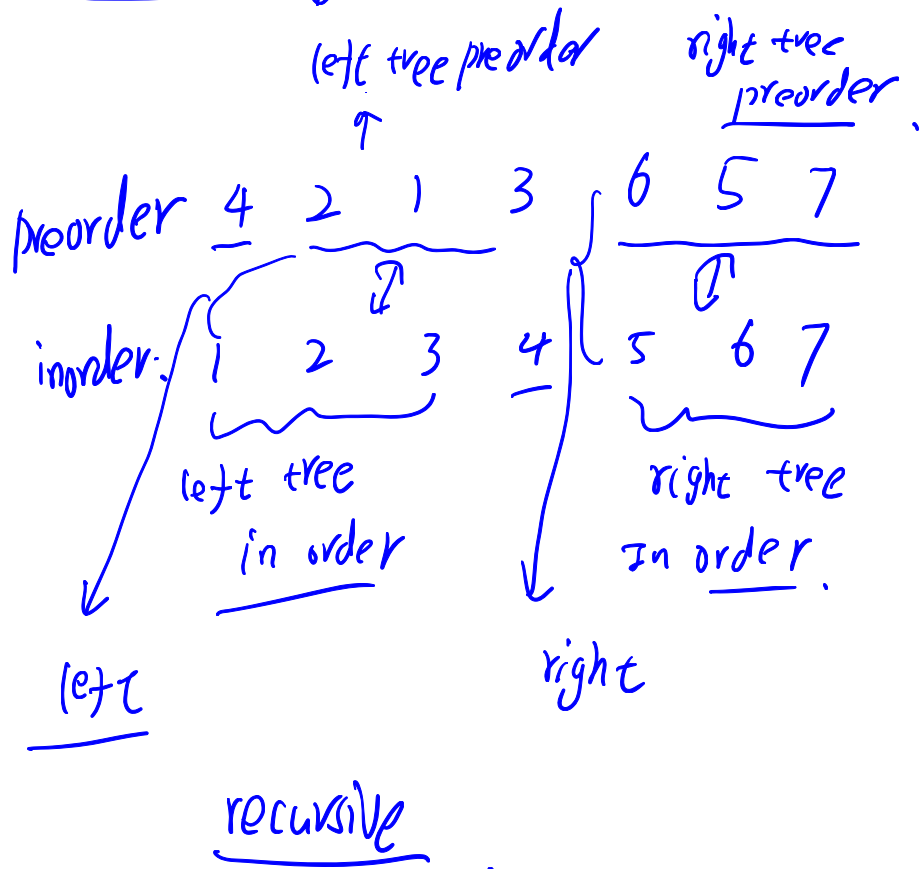 left tree preorder
right tree
preorder.
preorder 4 2 1 3 6 5 7
inorder: 1 2 3 4 5 6 7
left tree
in order
right tree
In order.
left
right
recursive